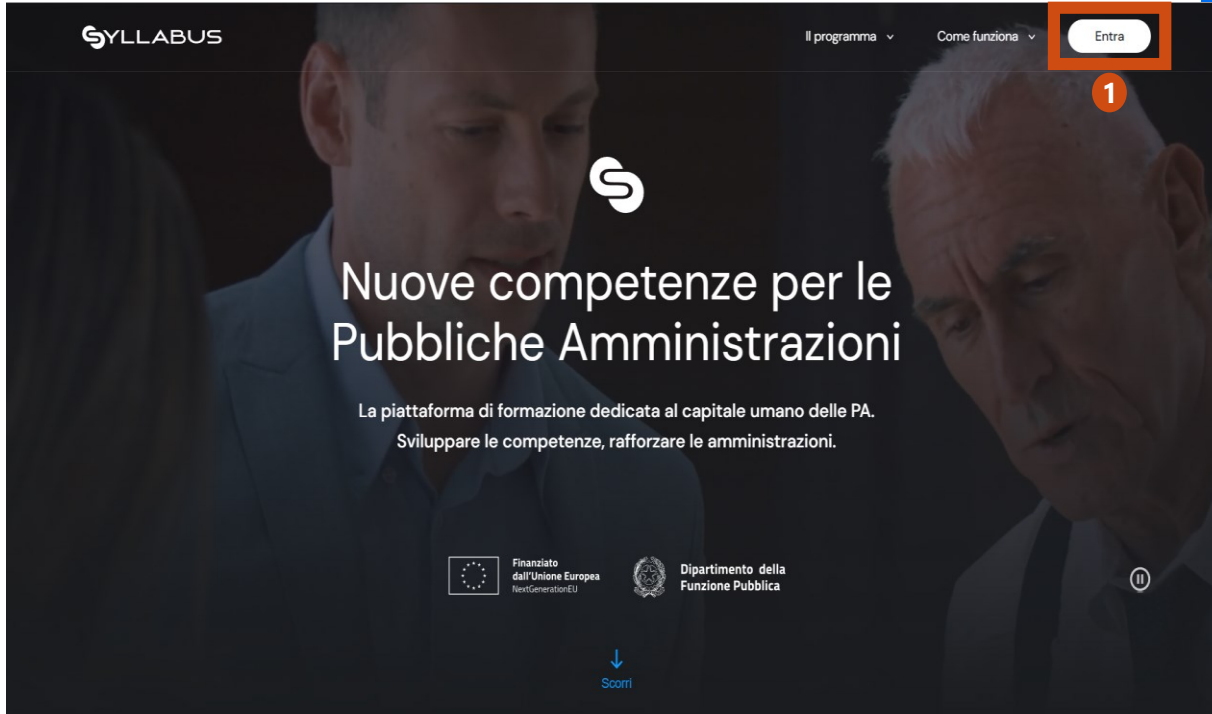 SYLLABUS
Il programma
Come funziona
Entra
1
Nuove competenze per le
Pubbliche Amministrazioni
La piattaforma di formazione dedicata al capitale umano delle PA.
Sviluppare le competenze, rafforzare le amministrazioni.
Finanziato
dall'Unione Europea
NextGenerationEU
Dipartimento della
Funzione Pubblica
Scorri